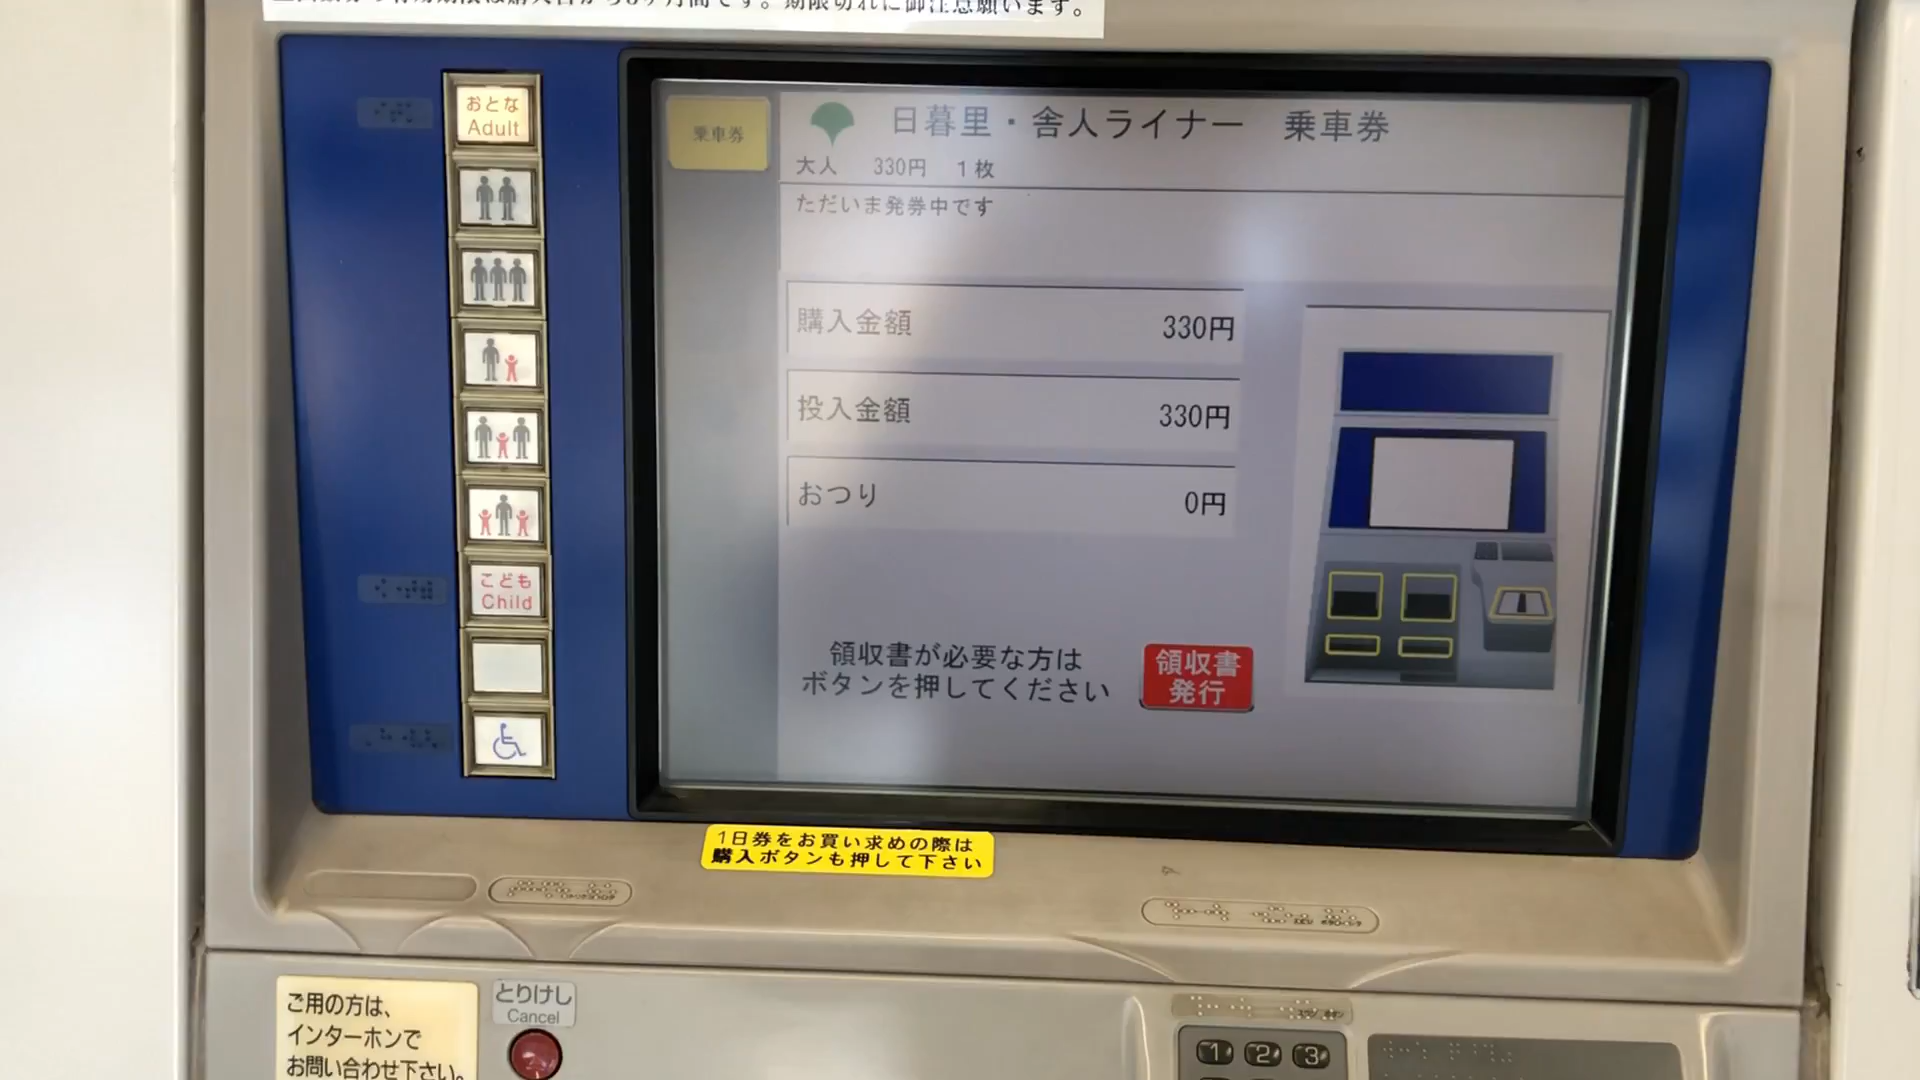 おとな
Adult
乗車券
日暮里・舎人ライナー 乗車券
大人 330円 1枚
ただいま発券中です
購入金額 330円
投入金額 330円
おつり 0円
領収書が必要な方は
ボタンを押してください
領収書
発行
こども
Child
1日券をお買い求めの際は
購入ボタンも押して下さい
ご用の方は、
インターホンで
お問い合わせ下さい。
とりけし
Cancel
1 2 3